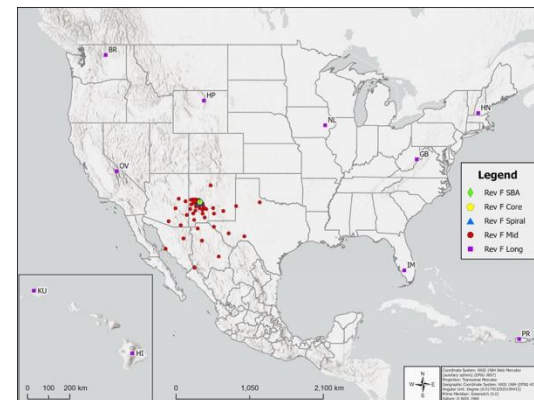 BR
HP
HN
NL
GB
OV
Legend
Rev F SBA
Rev F Core
Rev F Spiral
Rev F Mid
Rev F Long
IM
KU
PR
HI
N
W E
S
0 100 200 km
0 1,050 2,100 km